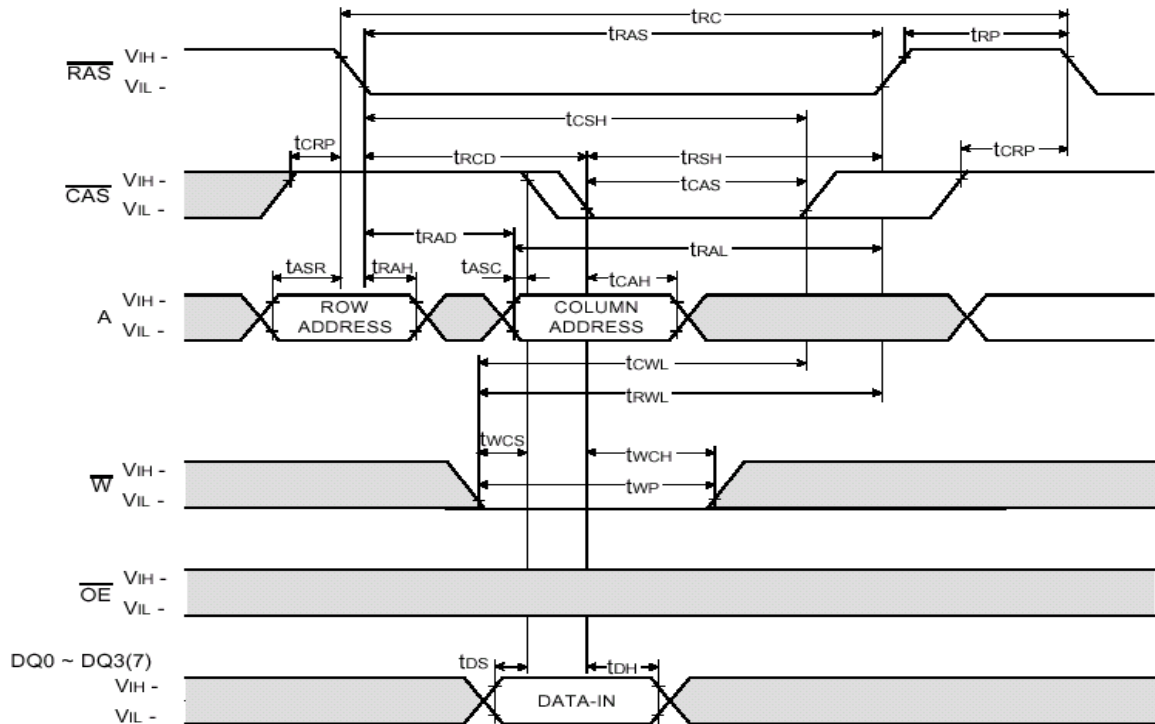 tRC
tRAS
tRP
RAS
VIH -
VIL -
tCSH
tCRP
tRCD
tRSH
tCRP
CAS
VIH -
VIL -
tCAS
tRAD
tRAL
tASR
tRAH
tASC
tCAH
A
VIH -
VIL -
ROW
ADDRESS
COLUMN
ADDRESS
tCWL
tRWL
tWCS
tWCH
tWP
W
VIH -
VIL -
OE
VIH -
VIL -
DQ0 ~ DQ3(7)
tDS
tDH
VIH -
VIL -
DATA-IN